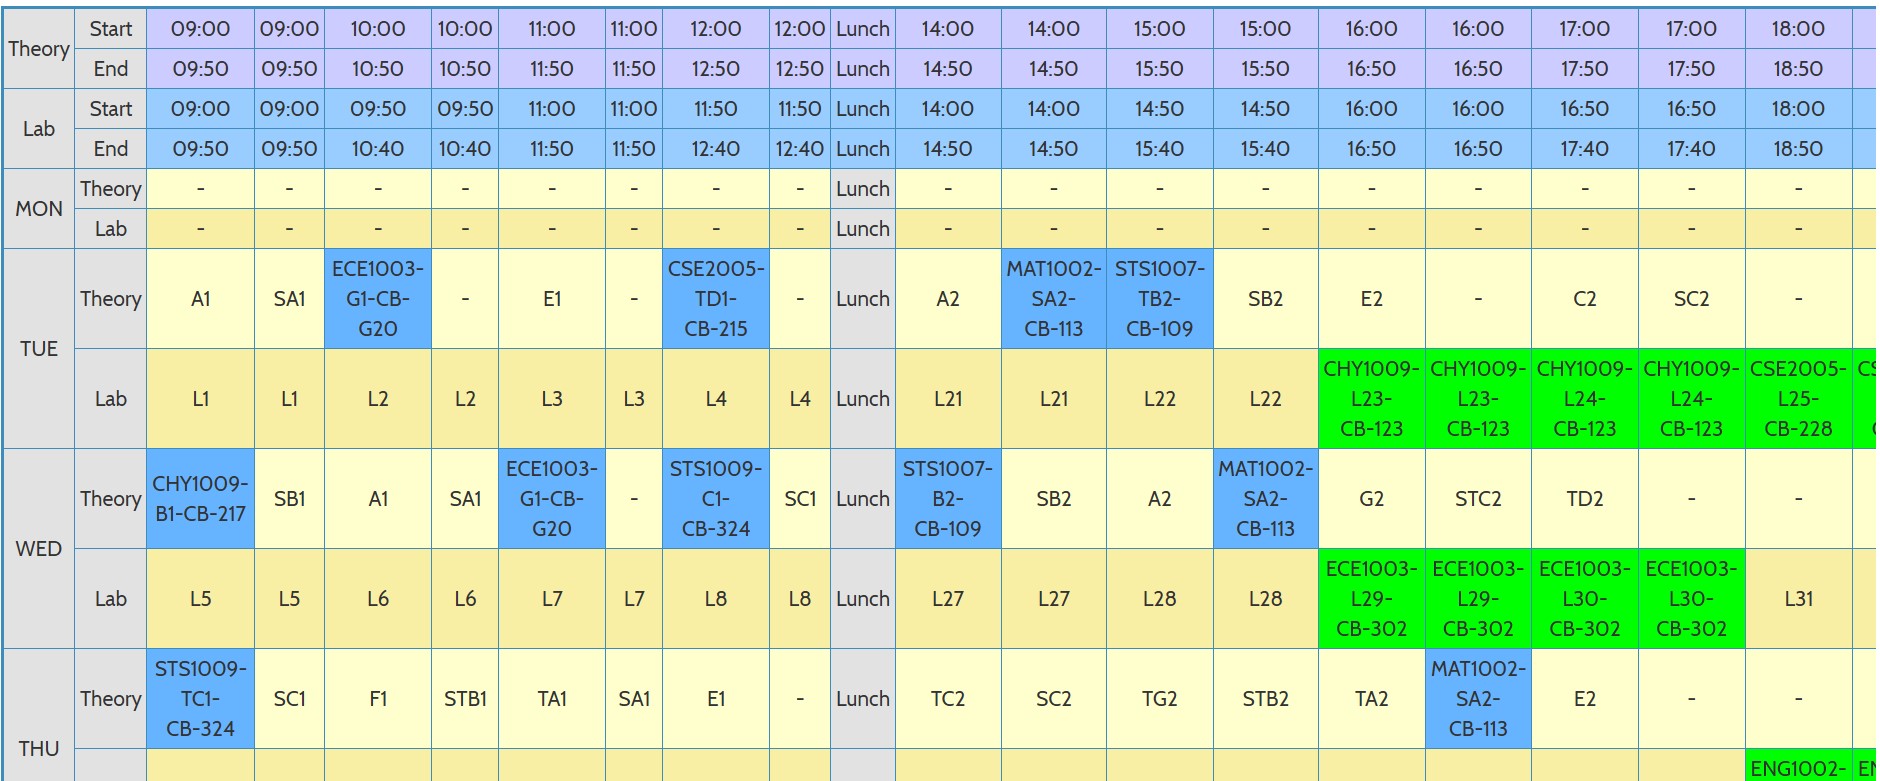 Theory Start 09:00 09:00 10:00 10:00 11:00 11:00 12:00 12:00 Lunch 14:00 14:00 15:00 15:00 16:00 16:00 17:00 17:00 18:00
End 09:50 09:50 10:50 10:50 11:50 11:50 12:50 12:50 Lunch 14:50 14:50 15:50 15:50 16:50 16:50 17:50 17:50 18:50
Lab Start 09:00 09:00 09:50 09:50 11:00 11:00 11:50 11:50 Lunch 14:00 14:00 14:50 14:50 16:00 16:00 16:50 16:50 18:00
End 09:50 09:50 10:40 10:40 11:50 11:50 12:40 12:40 Lunch 14:50 14:50 15:40 15:40 16:50 16:50 17:40 17:40 18:50
MON Theory - - - - - - - - Lunch - - - - - - - - -
Lab - - - - - - - - Lunch - - - - - - - - -
TUE Theory A1 SA1 ECE1003-G1-CB-G20 - E1 - CSE2005-TD1-CB-215 - Lunch A2 MAT1002-SA2-CB-113 STS1007-TB2-CB-109 SB2 E2 - C2 SC2 -
Lab L1 L1 L2 L2 L3 L3 L4 L4 Lunch L21 L21 L22 L22 CHY1009-L23-CB-123 CHY1009-L23-CB-123 CHY1009-L24-CB-123 CHY1009-L24-CB-123 CSE2005-L25-CB-228
WED Theory CHY1009-B1-CB-217 SB1 A1 SA1 ECE1003-G1-CB-G20 - STS1009-C1-CB-324 SC1 Lunch STS1007-B2-CB-109 SB2 A2 MAT1002-SA2-CB-113 G2 STC2 TD2 - -
Lab L5 L5 L6 L6 L7 L7 L8 L8 Lunch L27 L27 L28 L28 ECE1003-L29-CB-302 ECE1003-L29-CB-302 ECE1003-L30-CB-302 ECE1003-L30-CB-302 L31
THU Theory STS1009-TC1-CB-324 SC1 F1 STB1 TA1 SA1 E1 - Lunch TC2 SC2 TG2 STB2 TA2 MAT1002-SA2-CB-113 E2 - -
ENG1002-